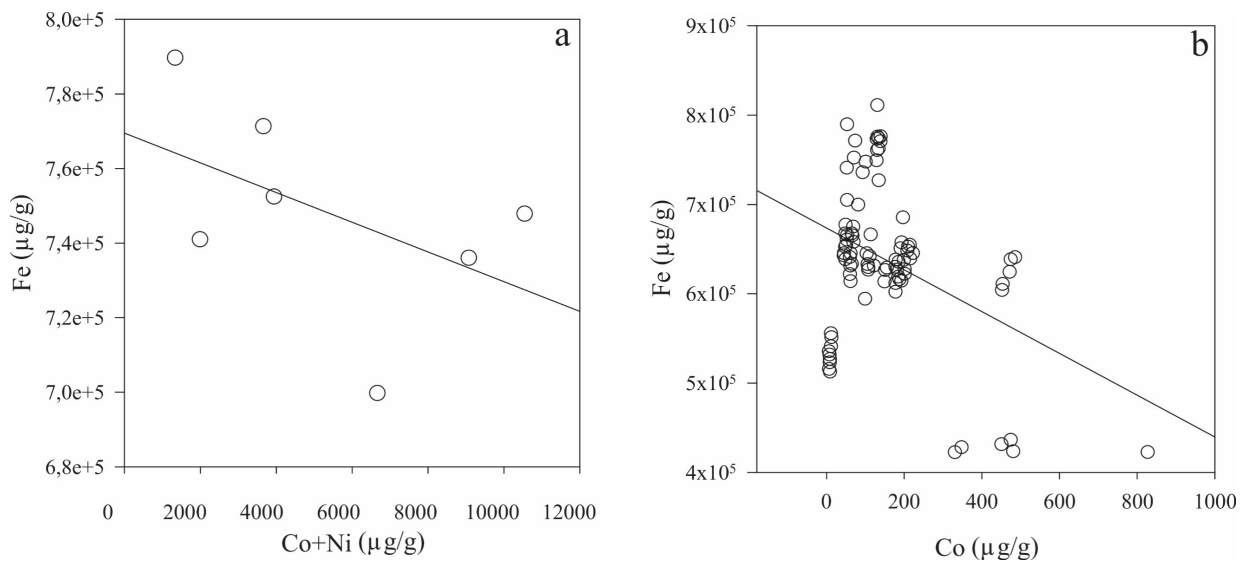 a
8,0e+5
7,8e+5
7,6e+5
7,4e+5
7,2e+5
7,0e+5
6,8e+5
Fe (µg/g)
0 2000 4000 6000 8000 10000 12000
Co+Ni (µg/g)
b
9x10⁵
8x10⁵
7x10⁵
6x10⁵
5x10⁵
4x10⁵
Fe (µg/g)
0 200 400 600 800 1000
Co (µg/g)